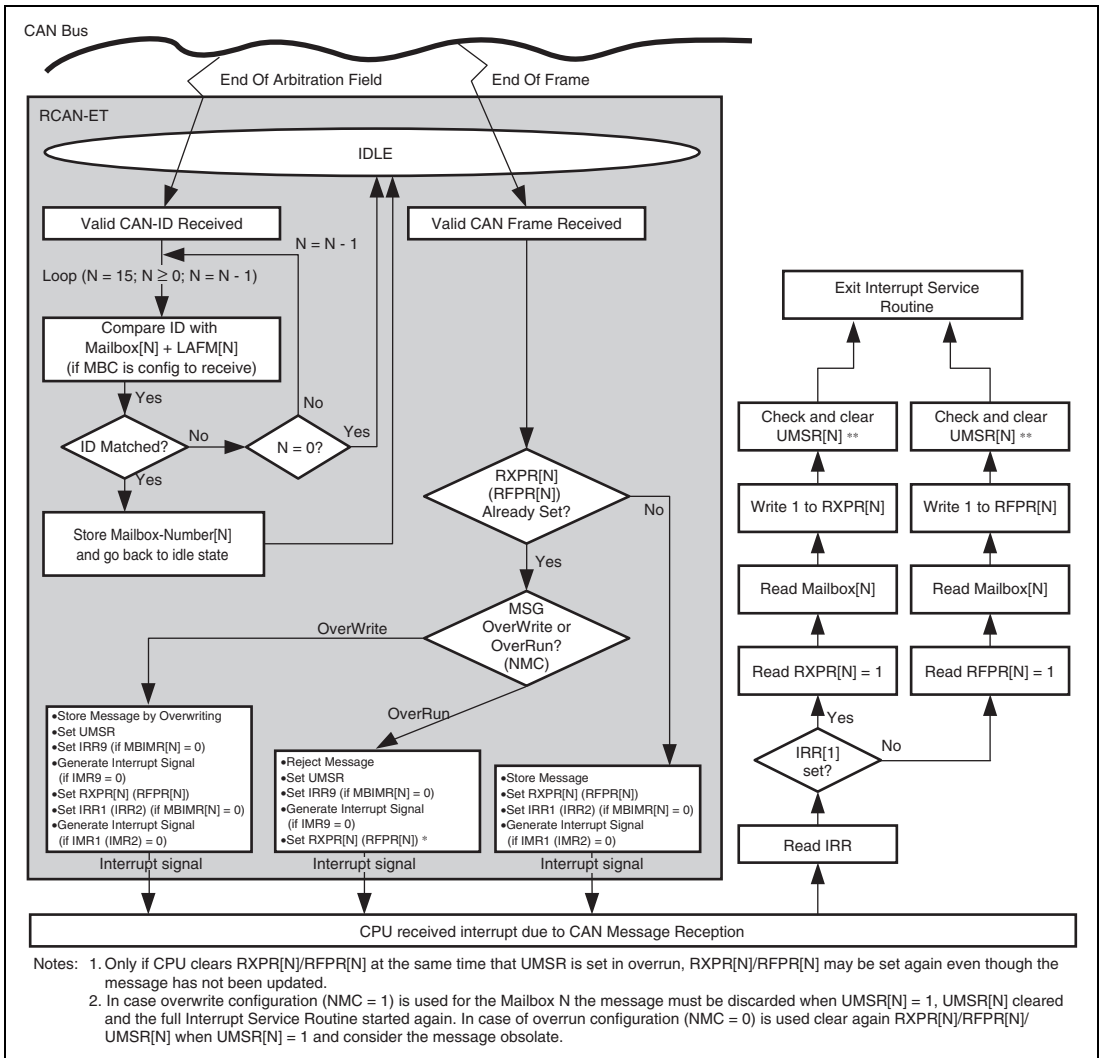 CAN Bus
End Of Arbitration Field
End Of Frame
RCAN-ET
IDLE
Valid CAN-ID Received
Valid CAN Frame Received
N = N - 1
Loop (N = 15; N ≥ 0; N = N - 1)
Compare ID with
Mailbox[N] + LAFM[N]
(if MBC is config to receive)
Yes
ID Matched?
No
N = 0?
No
Yes
Yes
Store Mailbox-Number[N]
and go back to idle state
RXPR[N]
(RFPR[N])
Already Set?
No
Yes
MSG
OverWrite or
OverRun?
(NMC)
OverWrite
OverRun
•Store Message by Overwriting
•Set UMSR
•Set IRR9 (if MBIMR[N] = 0)
•Generate Interrupt Signal
(if IMR9 = 0)
•Set RXPR[N] (RFPR[N])
•Set IRR1 (IRR2) (if MBIMR[N] = 0)
•Generate Interrupt Signal
(if IMR1 (IMR2) = 0)
•Reject Message
•Set UMSR
•Set IRR9 (if MBIMR[N] = 0)
•Generate Interrupt Signal
(if IMR9 = 0)
•Set RXPR[N] (RFPR[N]) *
•Store Message
•Set RXPR[N] (RFPR[N])
•Set IRR1 (IRR2) (if MBIMR[N] = 0)
•Generate Interrupt Signal
(if IMR1 (IMR2) = 0)
Interrupt signal
Interrupt signal
Interrupt signal
Exit Interrupt Service
Routine
Check and clear
UMSR[N] **
Check and clear
UMSR[N] **
Write 1 to RXPR[N]
Write 1 to RFPR[N]
Read Mailbox[N]
Read Mailbox[N]
Read RXPR[N] = 1
Read RFPR[N] = 1
Yes
IRR[1]
set?
No
Read IRR
CPU received interrupt due to CAN Message Reception
Notes: 1. Only if CPU clears RXPR[N]/RFPR[N] at the same time that UMSR is set in overrun, RXPR[N]/RFPR[N] may be set again even though the
message has not been updated.
2. In case overwrite configuration (NMC = 1) is used for the Mailbox N the message must be discarded when UMSR[N] = 1, UMSR[N] cleared
and the full Interrupt Service Routine started again. In case of overrun configuration (NMC = 0) is used clear again RXPR[N]/RFPR[N]/
UMSR[N] when UMSR[N] = 1 and consider the message obsolate.